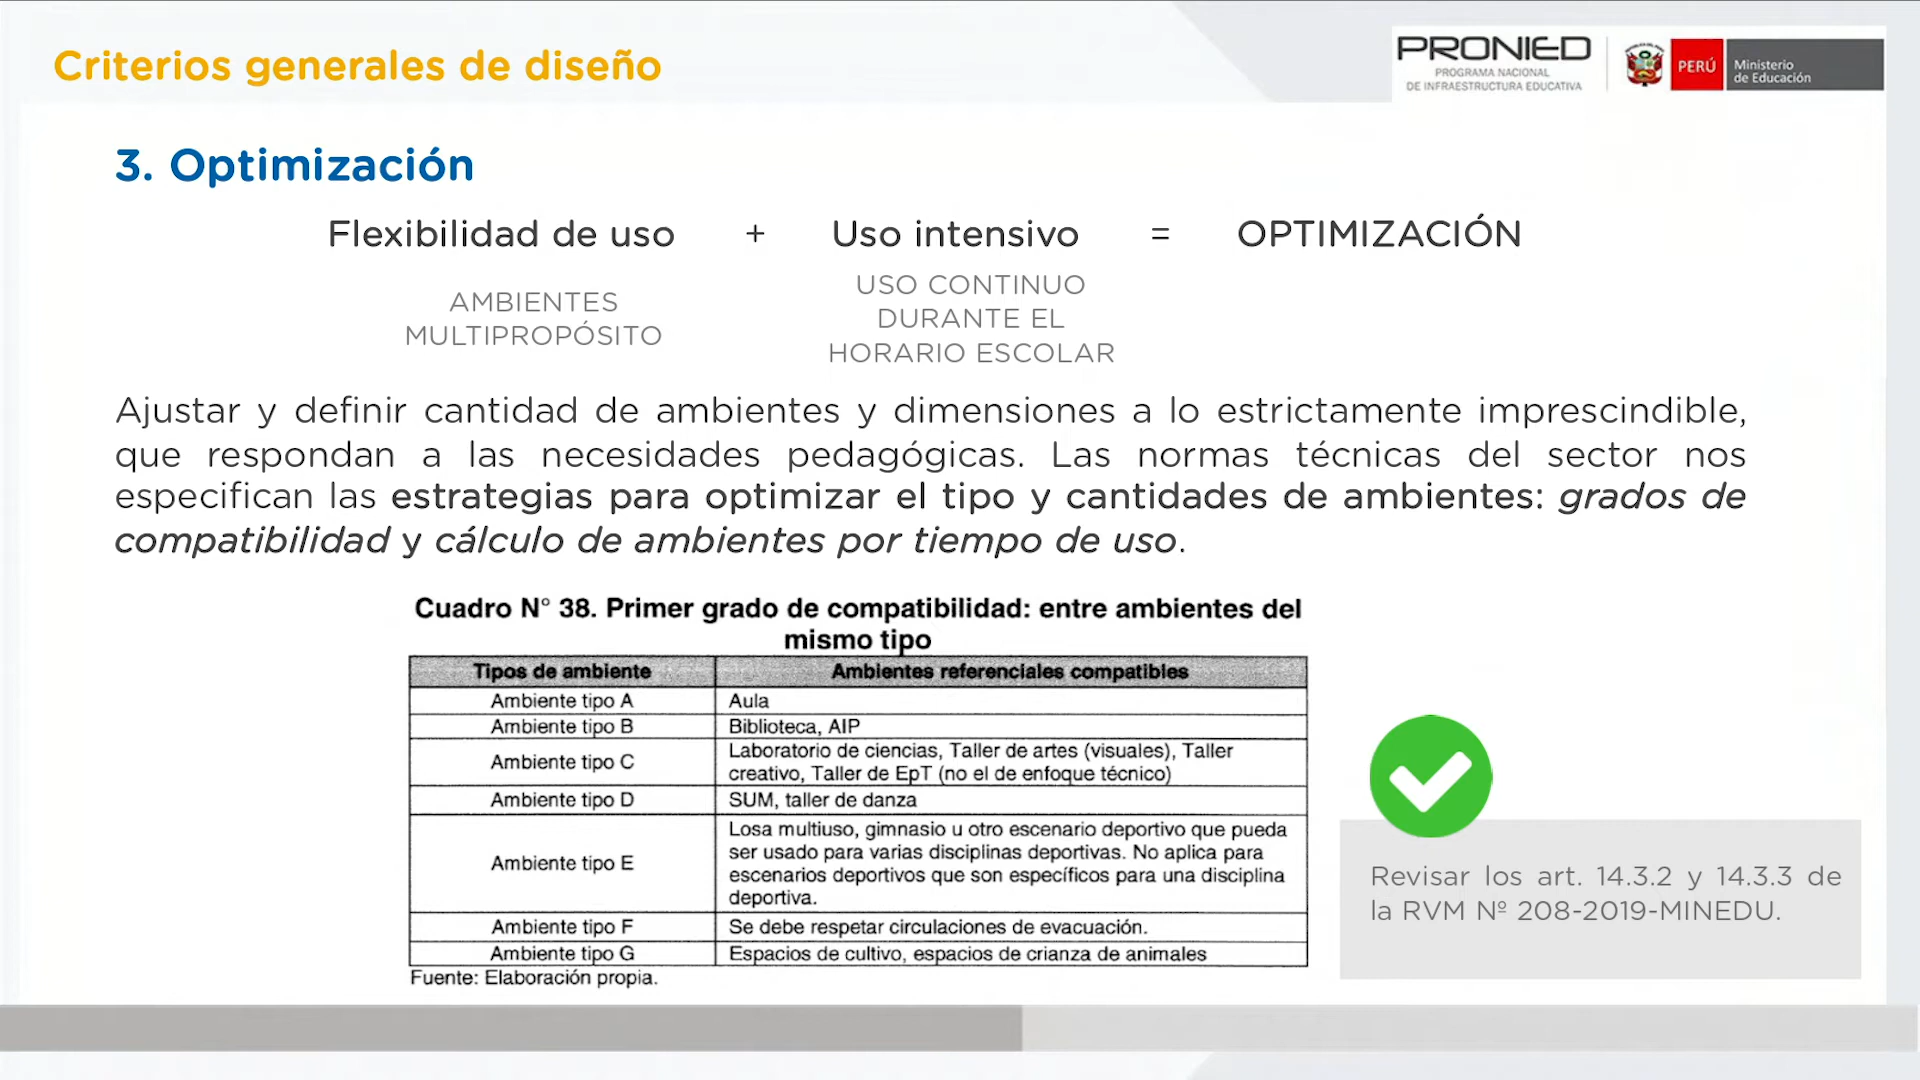 Criterios generales de diseño
PRONIED
PROGRAMA NACIONAL
DE INFRAESTRUCTURA EDUCATIVA
PERÚ
Ministerio
de Educación
3. Optimización
Flexibilidad de uso + Uso intensivo = OPTIMIZACIÓN
AMBIENTES
MULTIPROPÓSITO
USO CONTINUO
DURANTE EL
HORARIO ESCOLAR
Ajustar y definir cantidad de ambientes y dimensiones a lo estrictamente imprescindible,
que respondan a las necesidades pedagógicas. Las normas técnicas del sector nos
especifican las estrategias para optimizar el tipo y cantidades de ambientes: grados de
compatibilidad y cálculo de ambientes por tiempo de uso.
Cuadro N° 38. Primer grado de compatibilidad: entre ambientes del
mismo tipo
Tipos de ambiente Ambientes referenciales compatibles
Ambiente tipo A Aula
Ambiente tipo B Biblioteca, AIP
Ambiente tipo C
Laboratorio de ciencias, Taller de artes (visuales), Taller
creativo, Taller de EpT (no el de enfoque técnico)
Ambiente tipo D SUM, taller de danza
Ambiente tipo E
Losa multiuso, gimnasio u otro escenario deportivo que pueda
ser usado para varias disciplinas deportivas. No aplica para
escenarios deportivos que son específicos para una disciplina
deportiva.
Ambiente tipo F Se debe respetar circulaciones de evacuación.
Ambiente tipo G Espacios de cultivo, espacios de crianza de animales
Fuente: Elaboración propia.
Revisar los art. 14.3.2 y 14.3.3 de
la RVM Nº 208-2019-MINEDU.